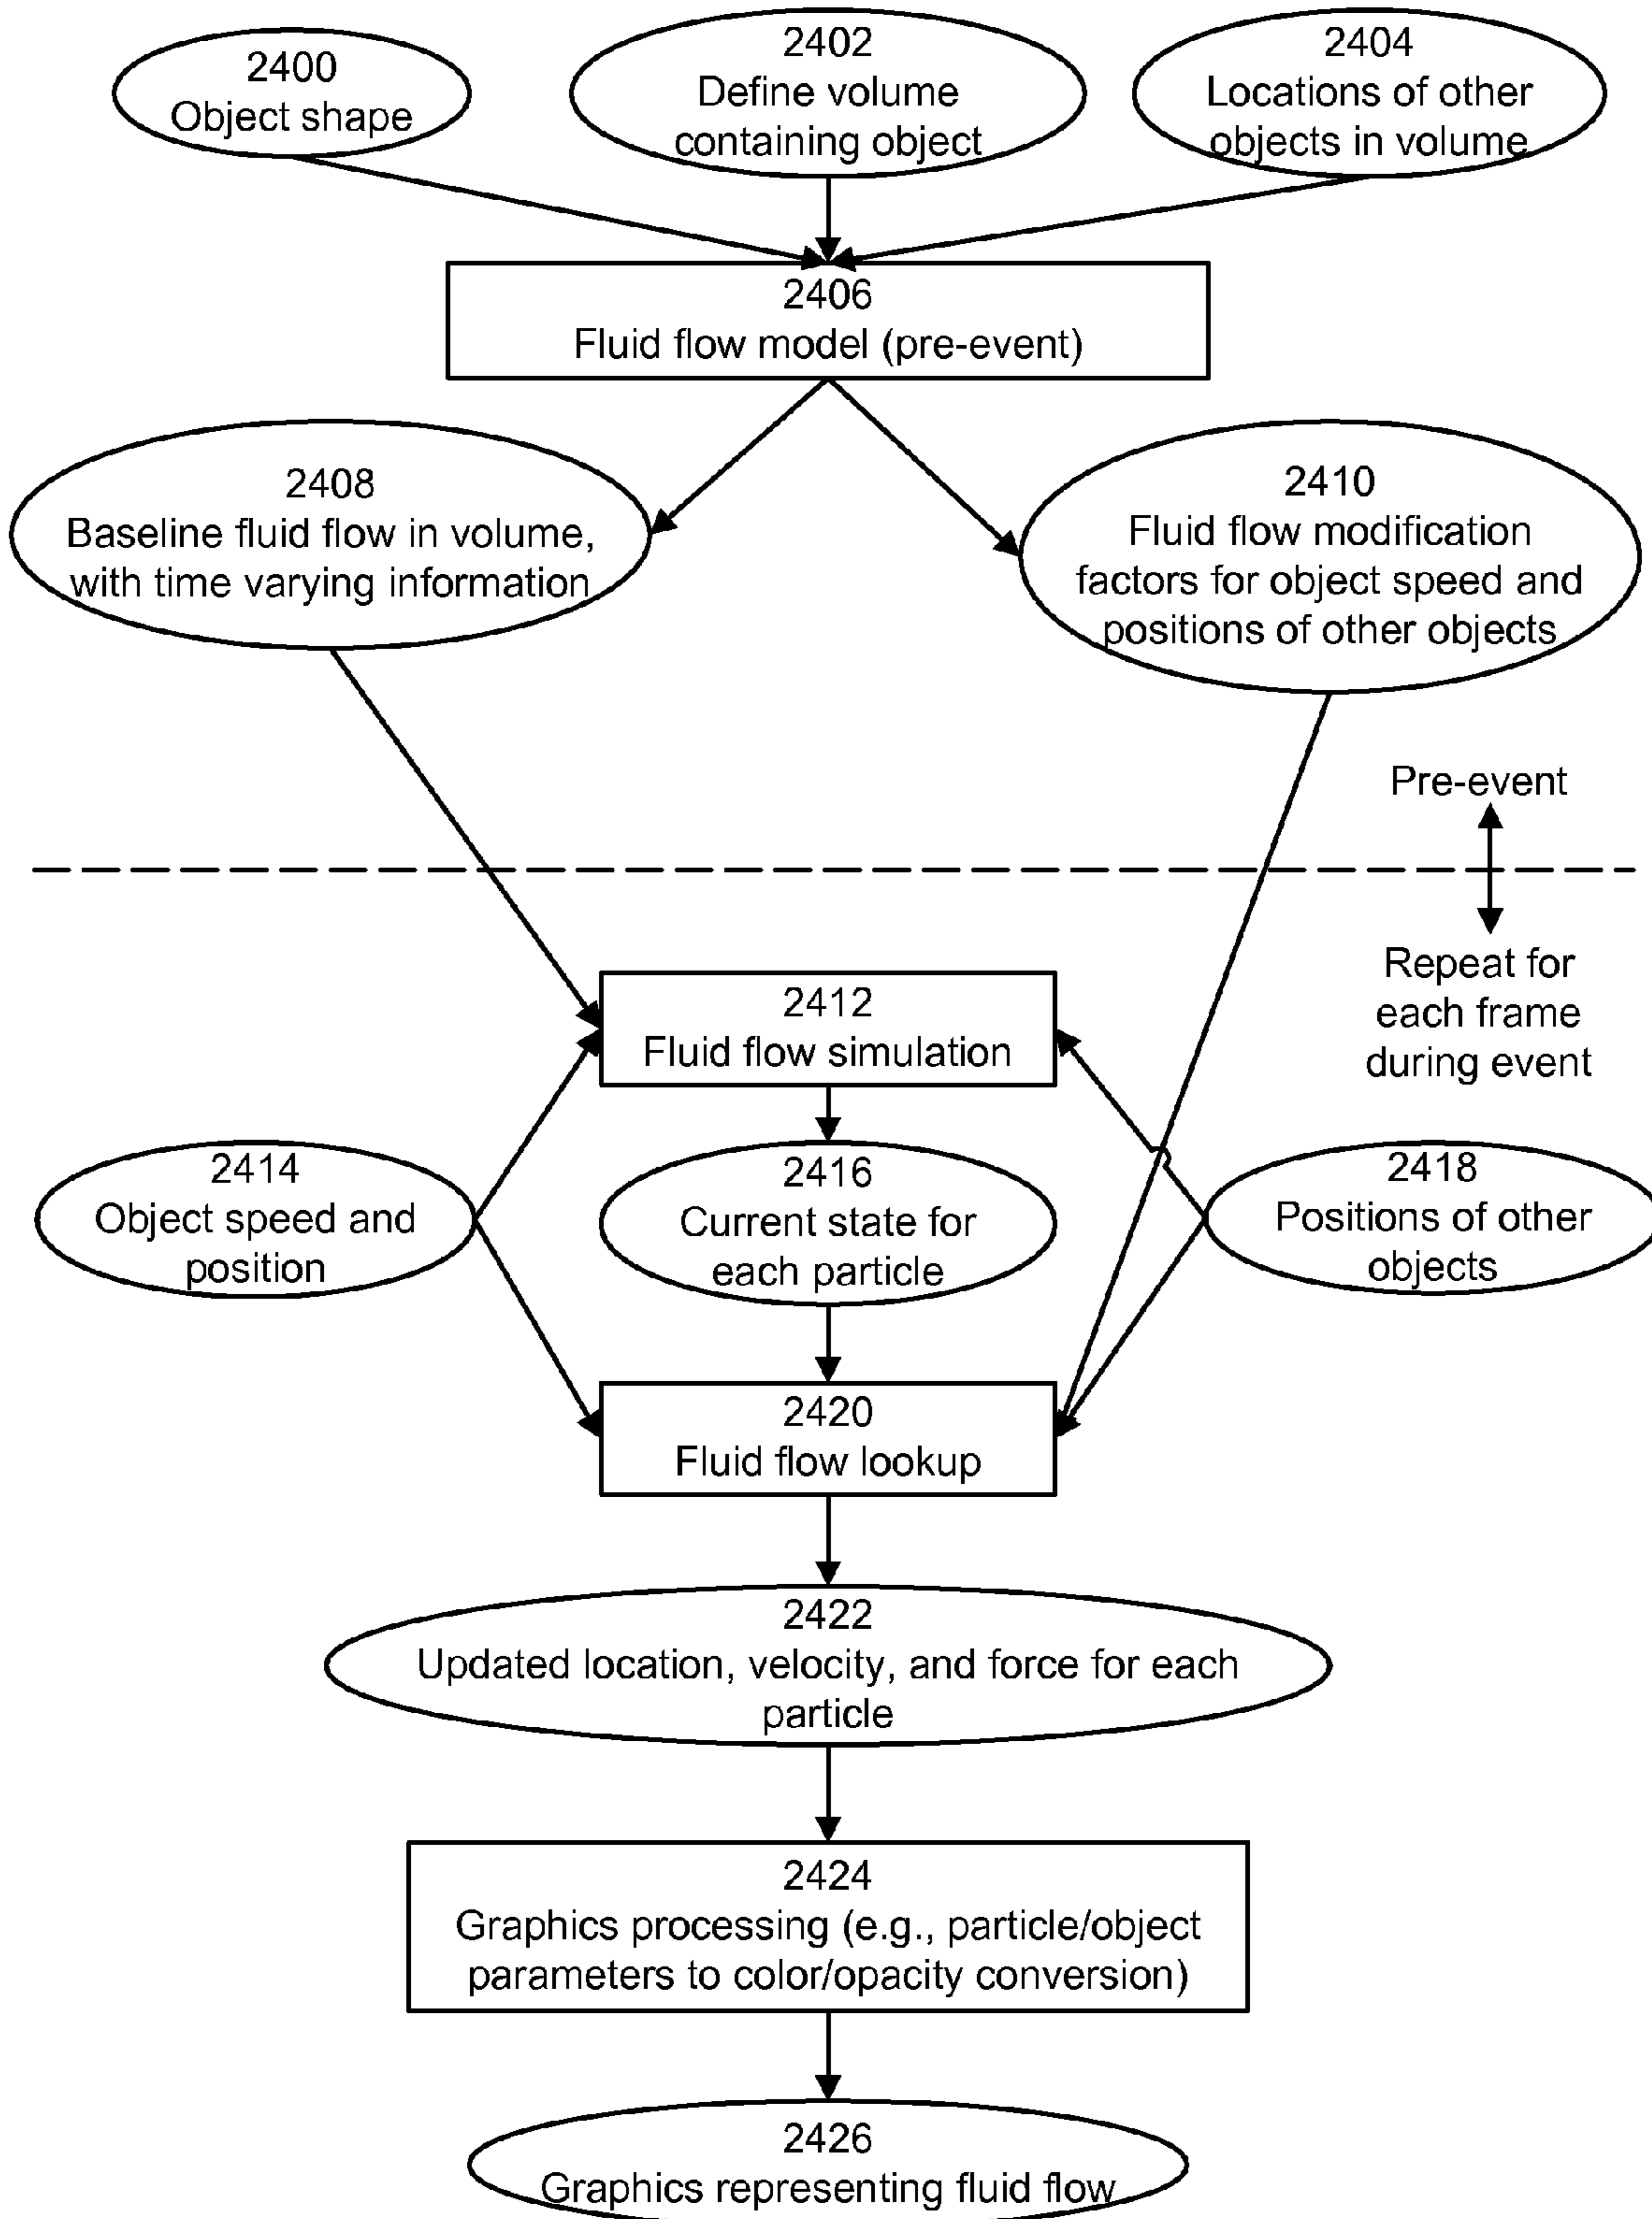 2400
Object shape
2402
Define volume
containing object
2404
Locations of other
objects in volume
2406
Fluid flow model (pre-event)
2408
Baseline fluid flow in volume,
with time varying information
2410
Fluid flow modification
factors for object speed and
positions of other objects
Pre-event
Repeat for
each frame
during event
2412
Fluid flow simulation
2414
Object speed and
position
2416
Current state for
each particle
2418
Positions of other
objects
2420
Fluid flow lookup
2422
Updated location, velocity, and force for each
particle
2424
Graphics processing (e.g., particle/object
parameters to color/opacity conversion)
2426
Graphics representing fluid flow